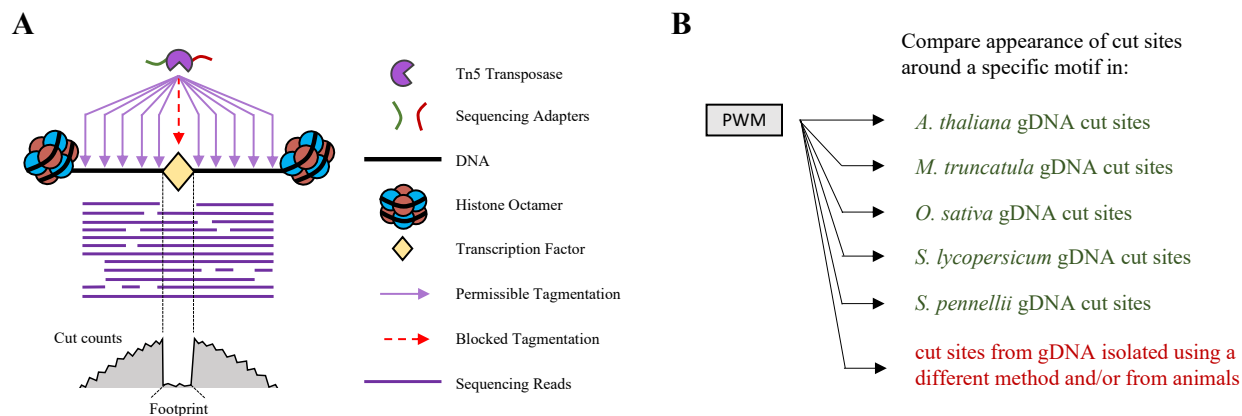 A
Tn5 Transposase
Sequencing Adapters
DNA
Histone Octamer
Transcription Factor
Permissible Tagmentation
Blocked Tagmentation
Sequencing Reads
Cut counts
Footprint
B
Compare appearance of cut sites
around a specific motif in:
PWM
A. thaliana gDNA cut sites
M. truncatula gDNA cut sites
O. sativa gDNA cut sites
S. lycopersicum gDNA cut sites
S. pennellii gDNA cut sites
cut sites from gDNA isolated using a
different method and/or from animals